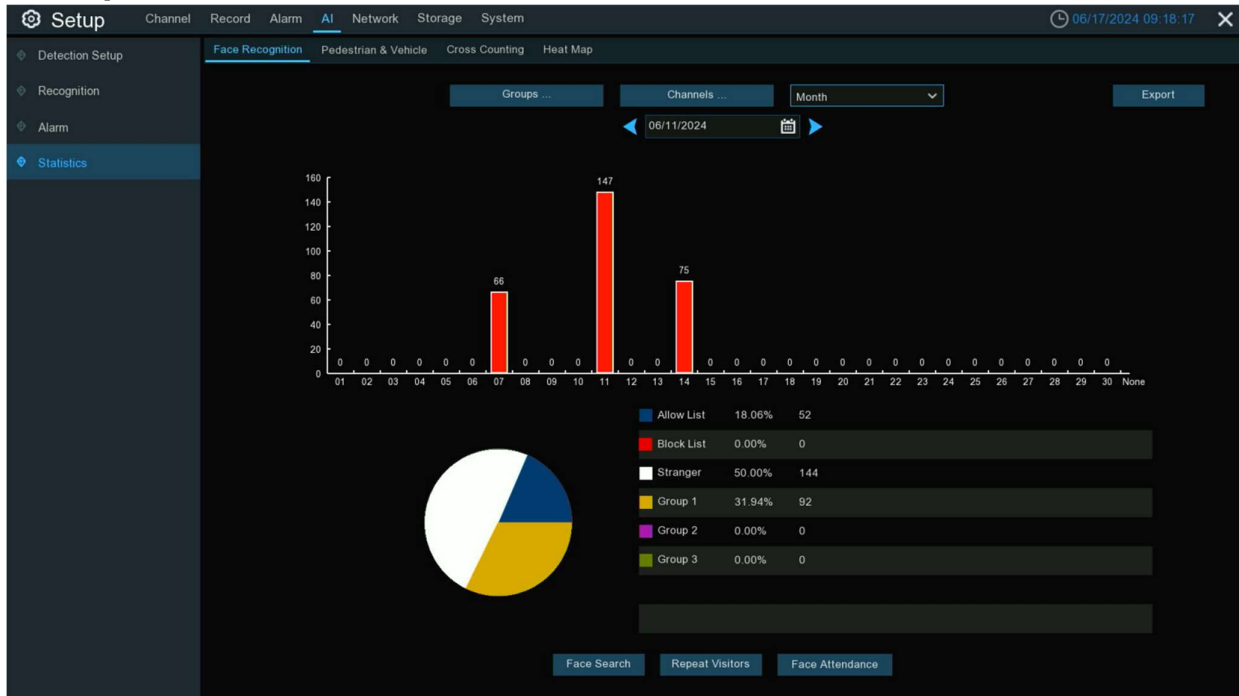 Setup Channel Record Alarm AI Network Storage System 06/17/2024 09:18:17
Detection Setup
Recognition
Alarm
Statistics
Face Recognition Pedestrian & Vehicle Cross Counting Heat Map
Groups ... Channels ... Month Export
06/11/2024
160
140
120
100
80
60
40
20
0
147
66
75
0 0 0 0 0 0 0 0 0 0 0 0 0 0 0 0 0 0 0 0 0 0 0 0 0 0 0
01 02 03 04 05 06 07 08 09 10 11 12 13 14 15 16 17 18 19 20 21 22 23 24 25 26 27 28 29 30 None
Allow List 18.06% 52
Block List 0.00% 0
Stranger 50.00% 144
Group 1 31.94% 92
Group 2 0.00% 0
Group 3 0.00% 0
Face Search Repeat Visitors Face Attendance